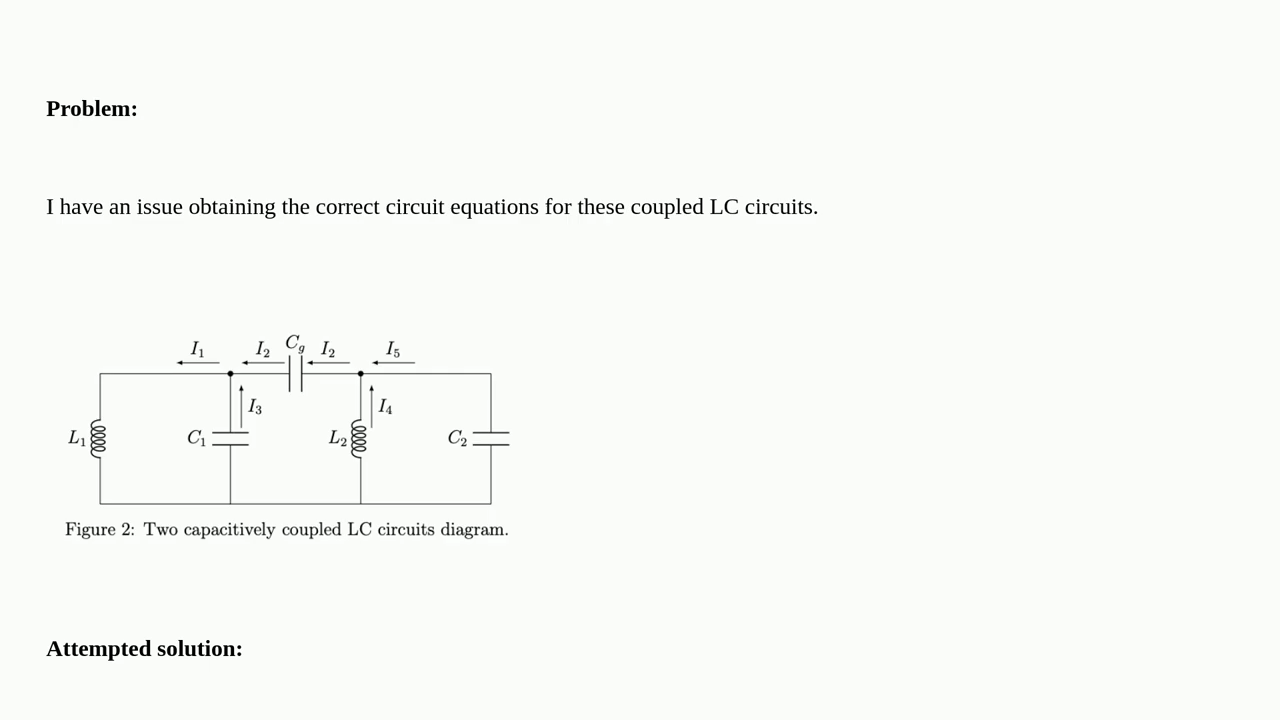 Problem:
I have an issue obtaining the correct circuit equations for these coupled LC circuits.
I₁ I₂ C_g I₂ I₅
I₃ I₄
L₁ C₁ L₂ C₂
Figure 2: Two capacitively coupled LC circuits diagram.
Attempted solution: